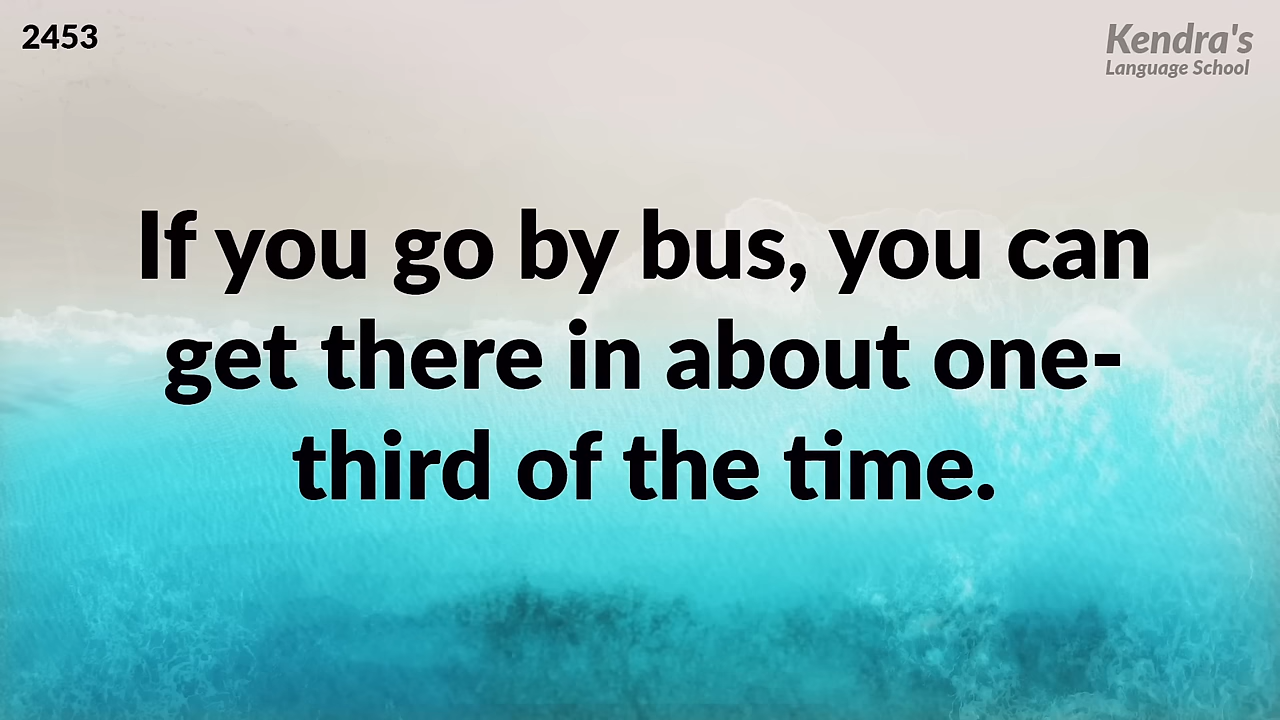 2453
Kendra's
Language School
If you go by bus, you can
get there in about one-
third of the time.